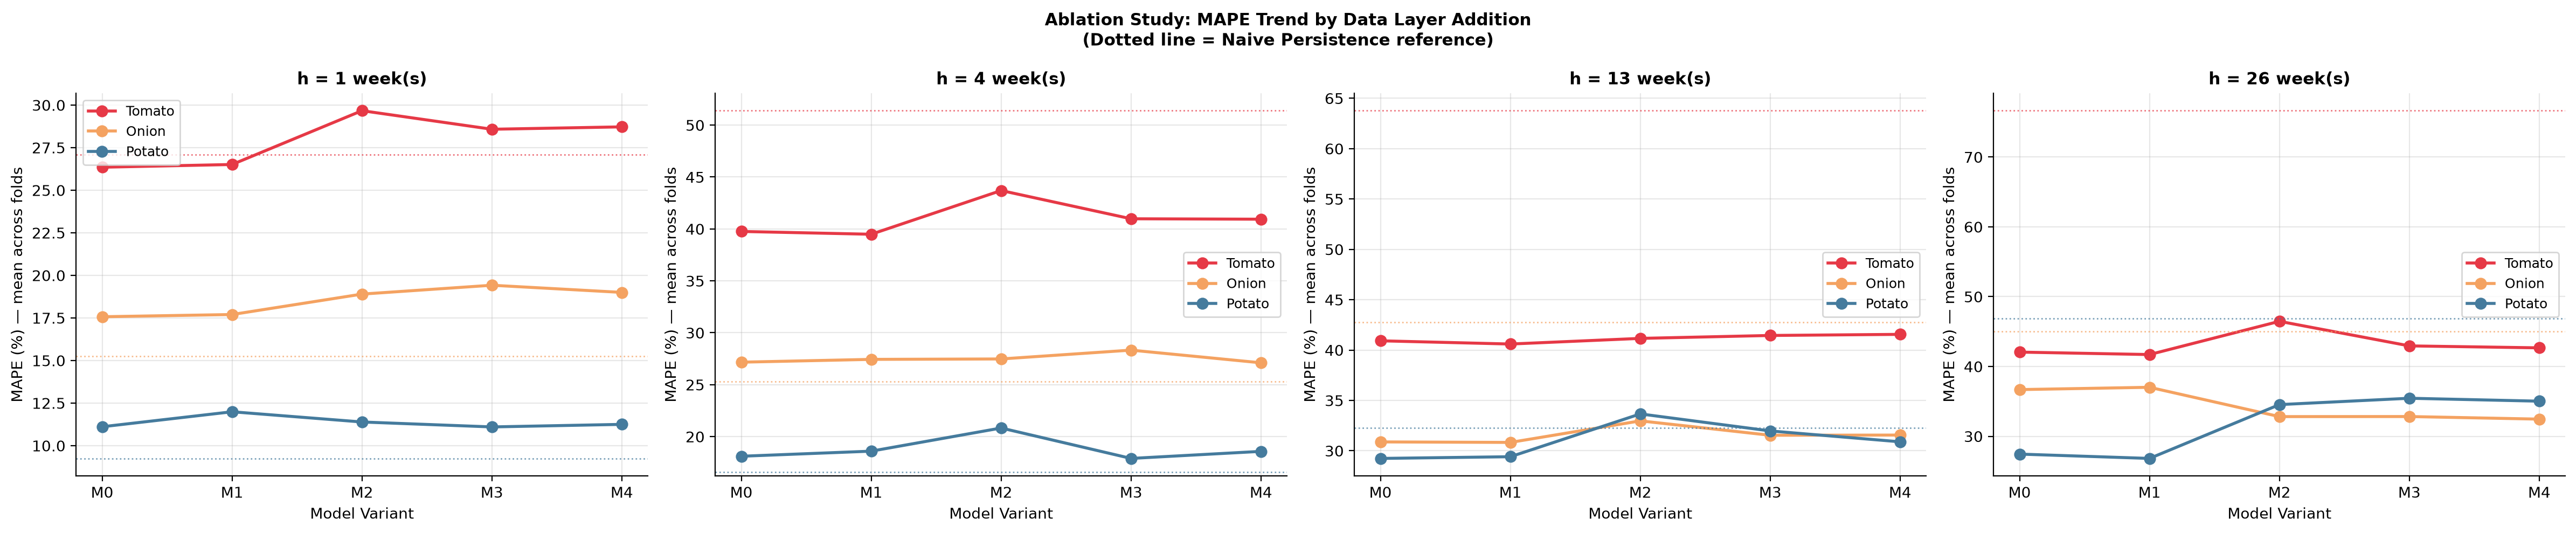 Ablation Study: MAPE Trend by Data Layer Addition
(Dotted line = Naive Persistence reference)
h = 1 week(s)
MAPE (%) — mean across folds
30.0
27.5
25.0
22.5
20.0
17.5
15.0
12.5
10.0
Tomato
Onion
Potato
M0 M1 M2 M3 M4
Model Variant
h = 4 week(s)
MAPE (%) — mean across folds
50
45
40
35
30
25
20
Tomato
Onion
Potato
M0 M1 M2 M3 M4
Model Variant
h = 13 week(s)
MAPE (%) — mean across folds
65
60
55
50
45
40
35
30
Tomato
Onion
Potato
M0 M1 M2 M3 M4
Model Variant
h = 26 week(s)
MAPE (%) — mean across folds
70
60
50
40
30
Tomato
Onion
Potato
M0 M1 M2 M3 M4
Model Variant